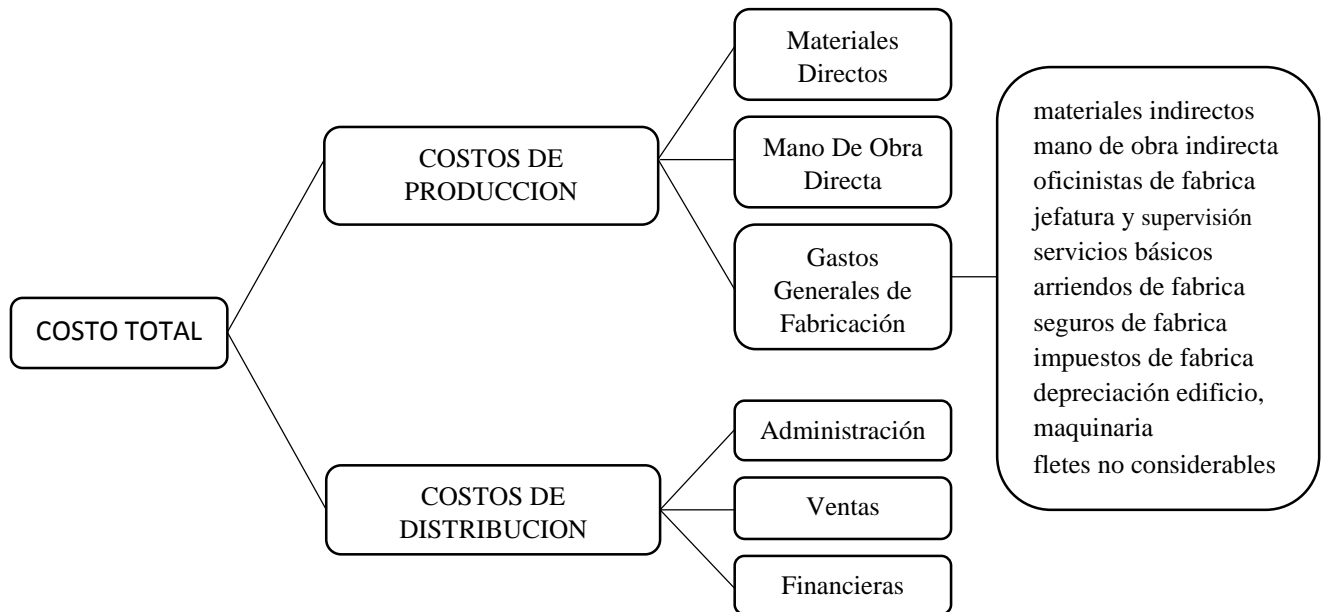 COSTO TOTAL
COSTOS DE
PRODUCCION
Materiales
Directos
Mano De Obra
Directa
Gastos
Generales de
Fabricación
materiales indirectos
mano de obra indirecta
oficinistas de fabrica
jefatura y supervisión
servicios básicos
arriendos de fabrica
seguros de fabrica
impuestos de fabrica
depreciación edificio,
maquinaria
fletes no considerables
COSTOS DE
DISTRIBUCION
Administración
Ventas
Financieras